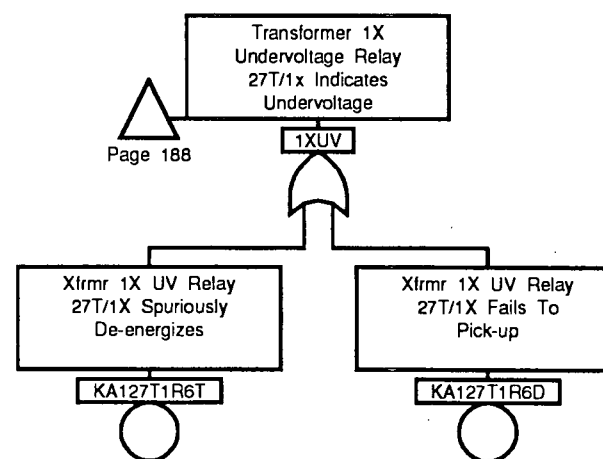 Transformer 1X
Undervoltage Relay
27T/1x Indicates
Undervoltage
Page 188
1XUV
Xfrmr 1X UV Relay
27T/1X Spuriously
De-energizes
Xfrmr 1X UV Relay
27T/1X Fails To
Pick-up
KA127T1R6T
KA127T1R6D